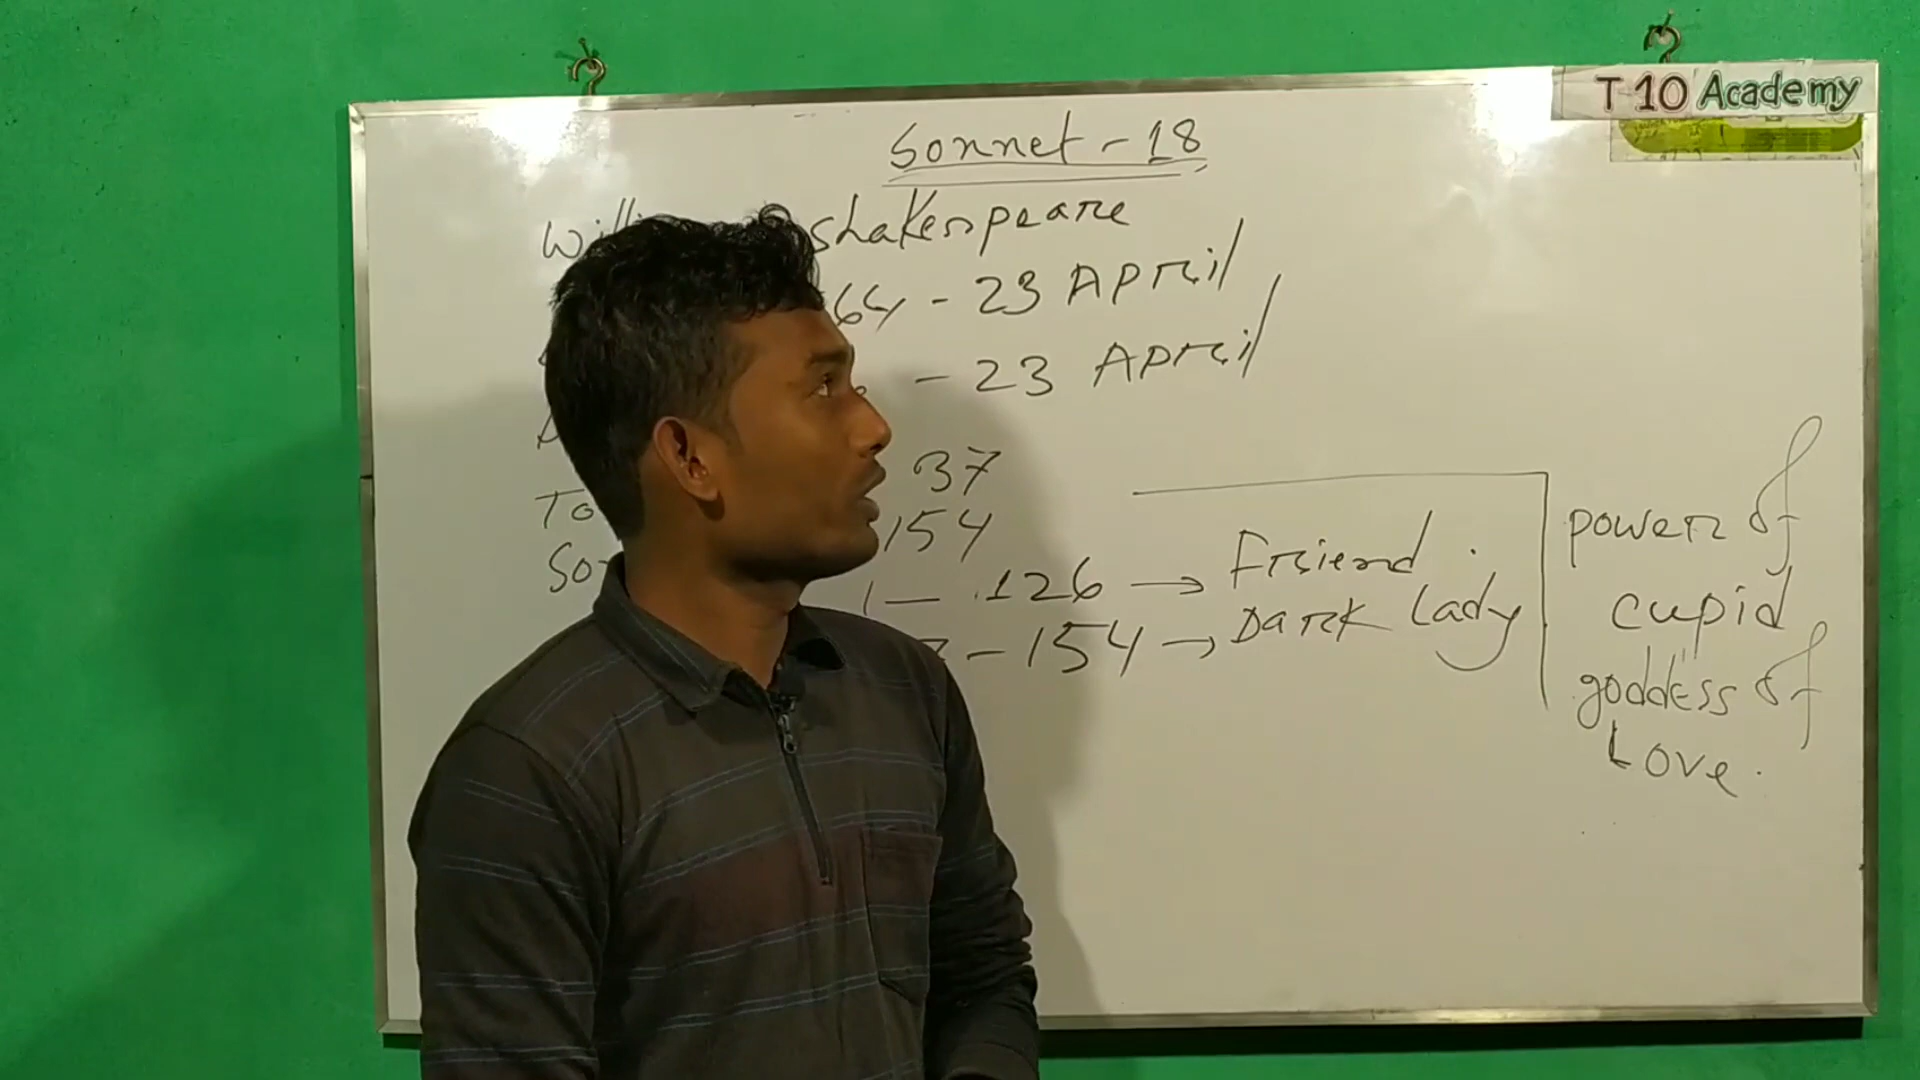 T 10 Academy
Sonnet - 18
Shakespeare
64 - 23 April
- 23 April
37
To
154
So
1 - 126 → Friend
- 154 → Dark Lady
power of
cupid
goddess of
Love.